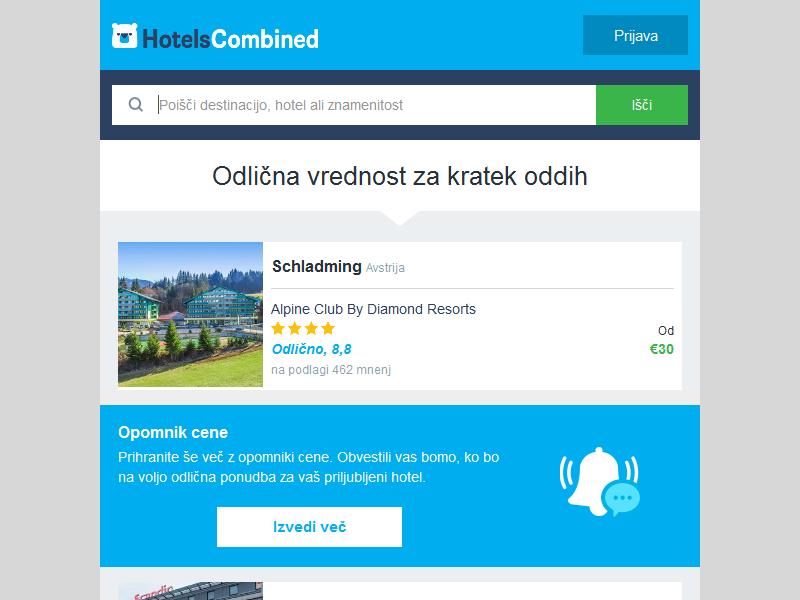 HotelsCombined
Prijava
Poišči destinacijo, hotel ali znamenitost
Išči
Odlična vrednost za kratek oddih
Schladming Avstrija
Alpine Club By Diamond Resorts
Od
Odlično, 8,8
€30
na podlagi 462 mnenj
Opomnik cene
Prihranite še več z opomniki cene. Obvestili vas bomo, ko bo
na voljo odlična ponudba za vaš priljubljeni hotel.
Izvedi več
Scandic